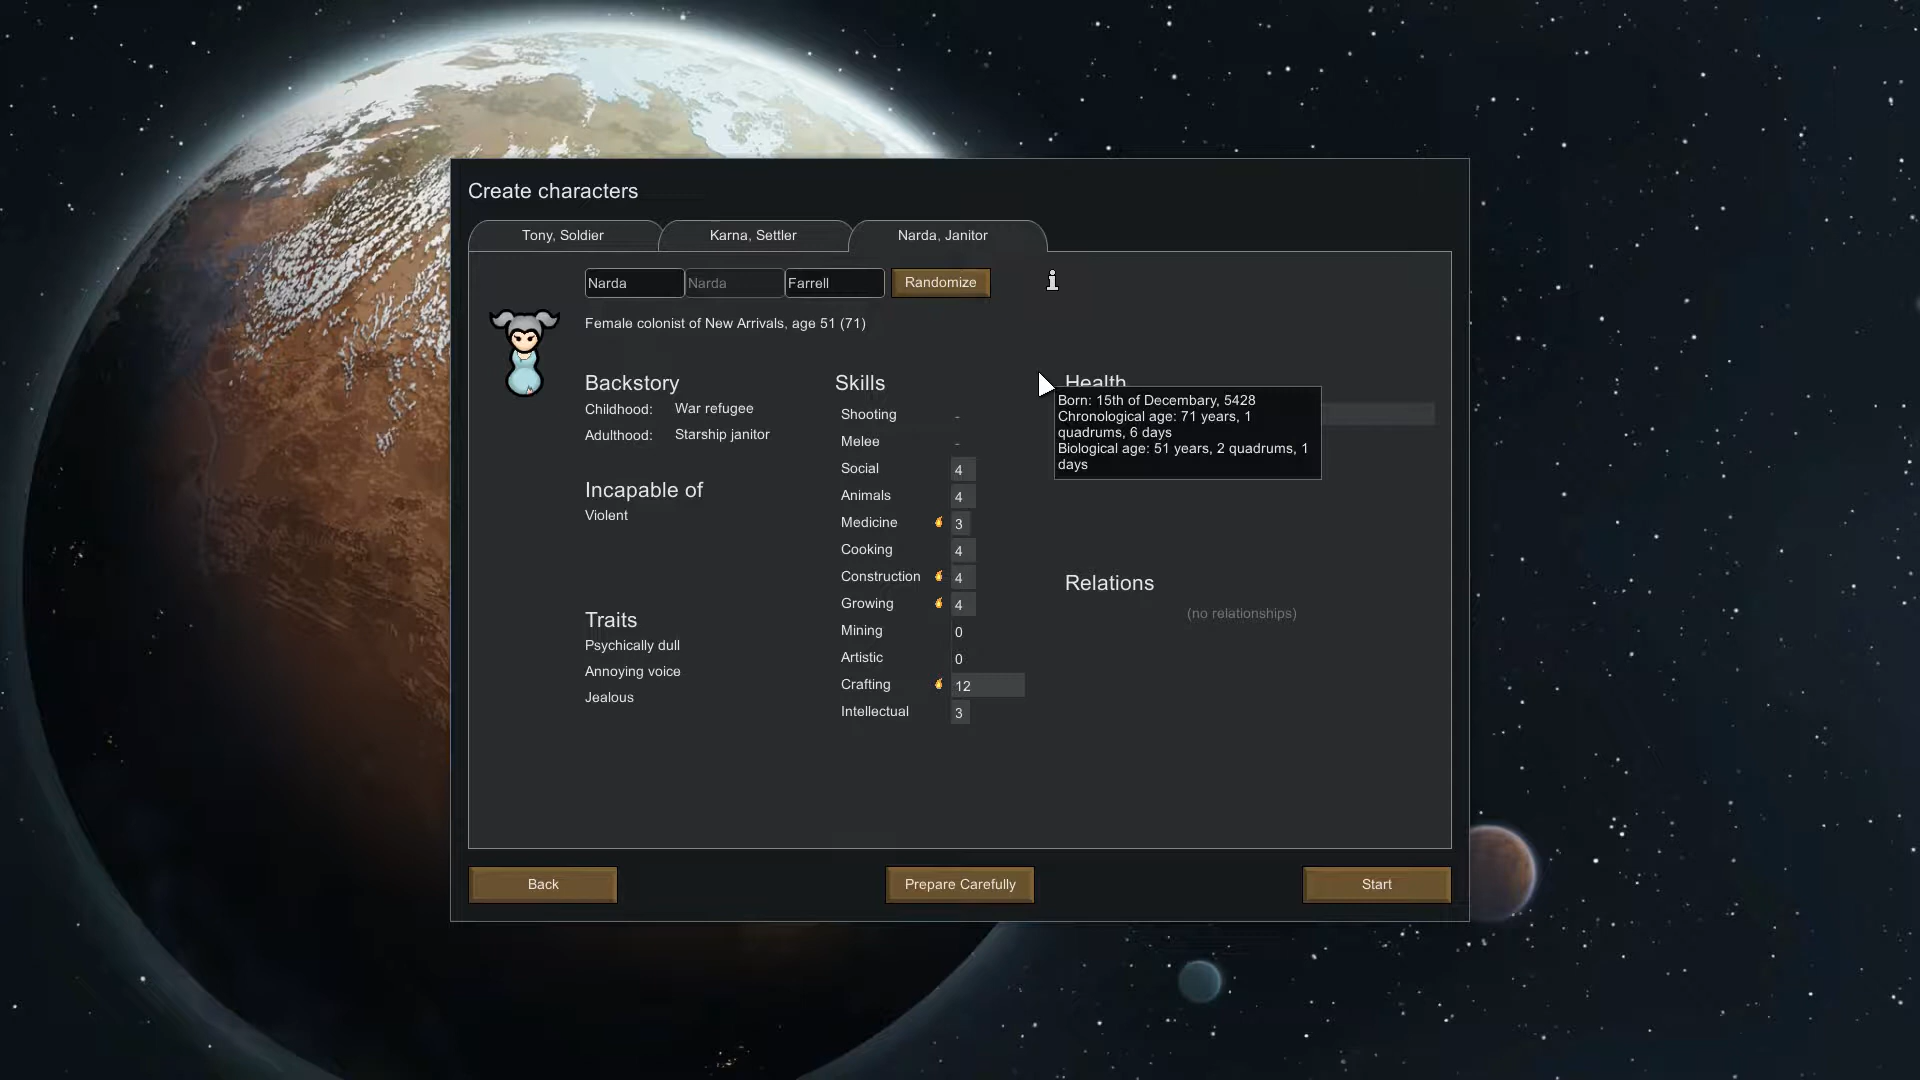 Create characters
Tony, Soldier
Karna, Settler
Narda, Janitor
Narda
Narda
Farrell
Randomize
Female colonist of New Arrivals, age 51 (71)
Backstory
Childhood: War refugee
Adulthood: Starship janitor
Incapable of
Violent
Traits
Psychically dull
Annoying voice
Jealous
Skills
Shooting -
Melee -
Social 4
Animals 4
Medicine 3
Cooking 4
Construction 4
Growing 4
Mining 0
Artistic 0
Crafting 12
Intellectual 3
Health
Born: 15th of Decembary, 5428
Chronological age: 71 years, 1
quadrums, 6 days
Biological age: 51 years, 2 quadrums, 1
days
Relations
(no relationships)
Back
Prepare Carefully
Start